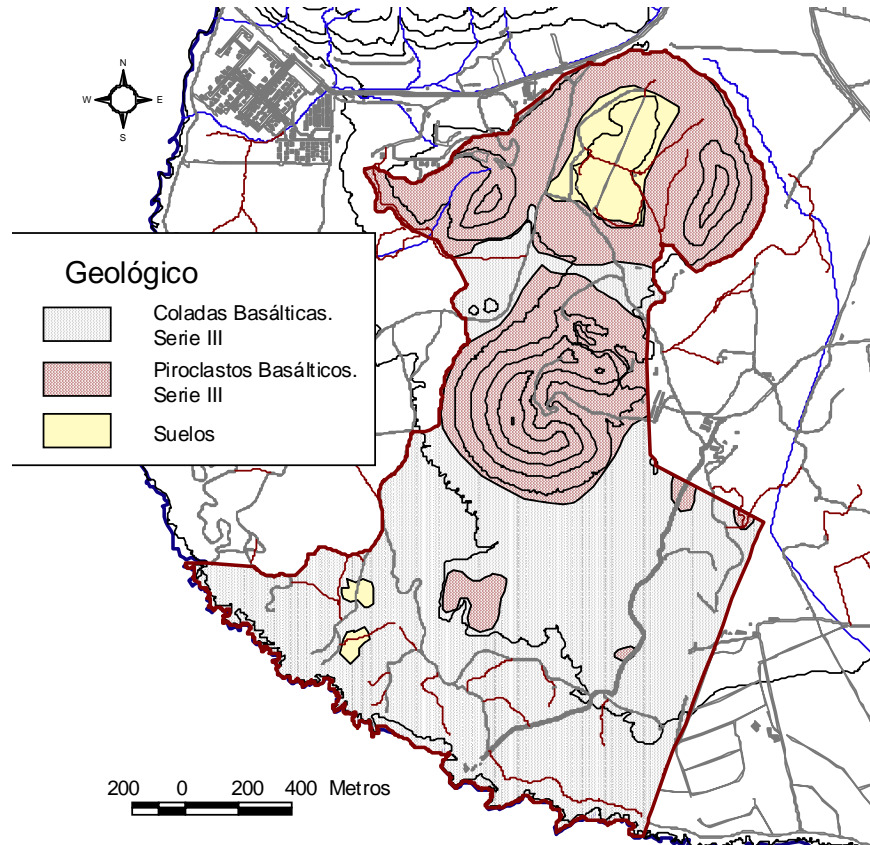 N
W E
S
Geológico
Coladas Basálticas.
Serie III
Piroclastos Basálticos.
Serie III
Suelos
200 0 200 400 Metros